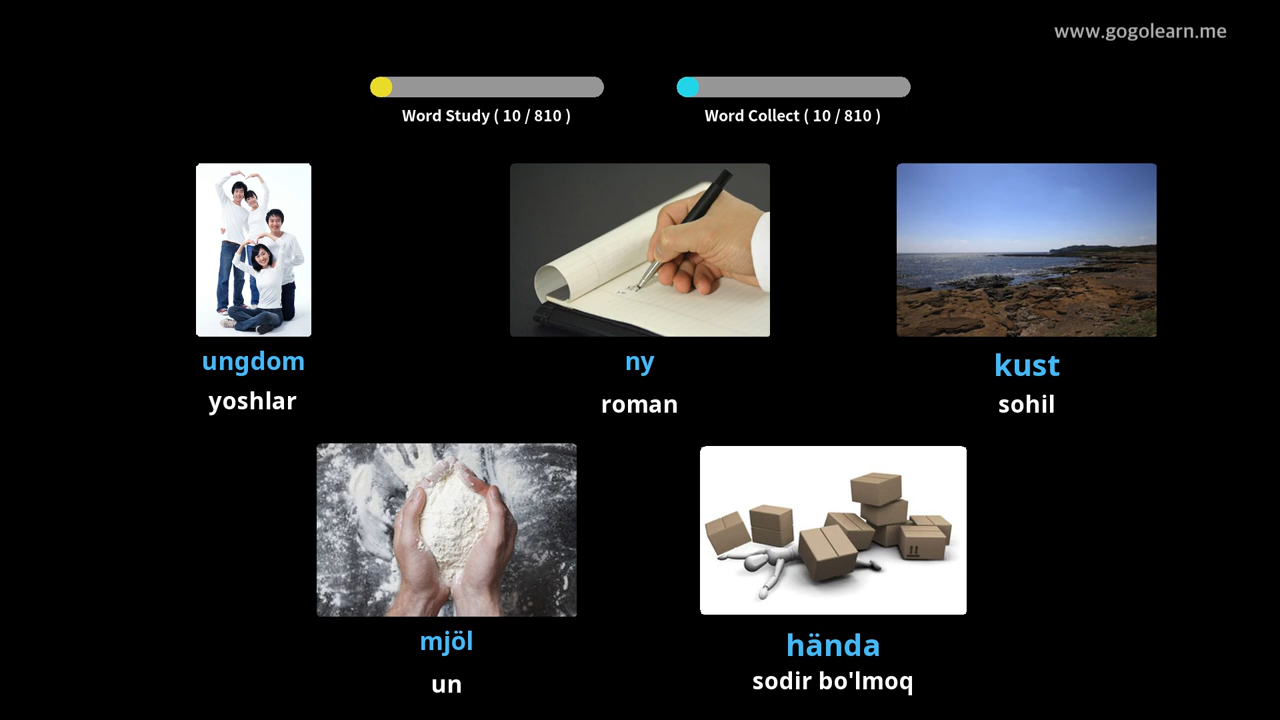 www.gogolearn.me
Word Study ( 10 / 810 )
Word Collect ( 10 / 810 )
ungdom
yoshlar
ny
roman
kust
sohil
mjöl
un
hända
sodir bo'lmoq